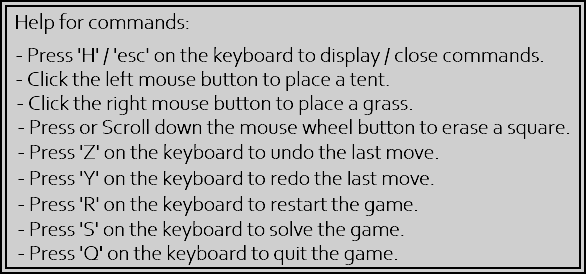 Help for commands:
- Press 'H' / 'esc' on the keyboard to display / close commands.
- Click the left mouse button to place a tent.
- Click the right mouse button to place a grass.
- Press or Scroll down the mouse wheel button to erase a square.
- Press 'Z' on the keyboard to undo the last move.
- Press 'Y' on the keyboard to redo the last move.
- Press 'R' on the keyboard to restart the game.
- Press 'S' on the keyboard to solve the game.
- Press 'Q' on the keyboard to quit the game.